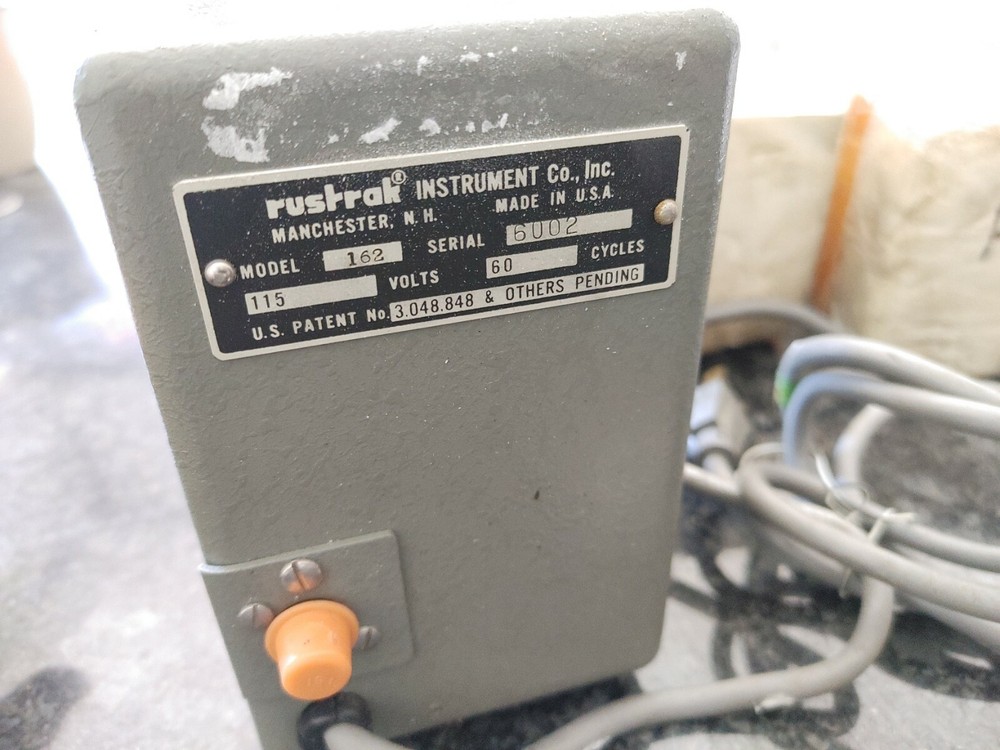 rustrak® INSTRUMENT Co., Inc.
MANCHESTER, N.H. MADE IN U.S.A.
MODEL 162 SERIAL 6002
115 VOLTS 60 CYCLES
U.S. PATENT No. 3.048.848 & OTHERS PENDING